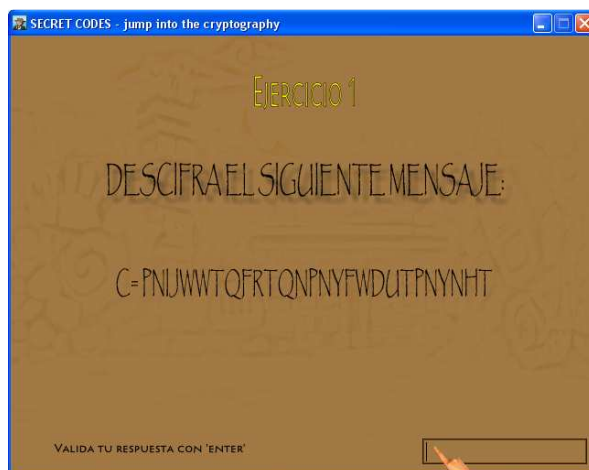 SECRET CODES - jump into the cryptography
EJERCICIO 1
DESCIFRA EL SIGUIENTE MENSAJE:
C= PNIJWWTQFRTQNPNYFWDUTPNYNHT
VALIDA TU RESPUESTA CON 'ENTER'